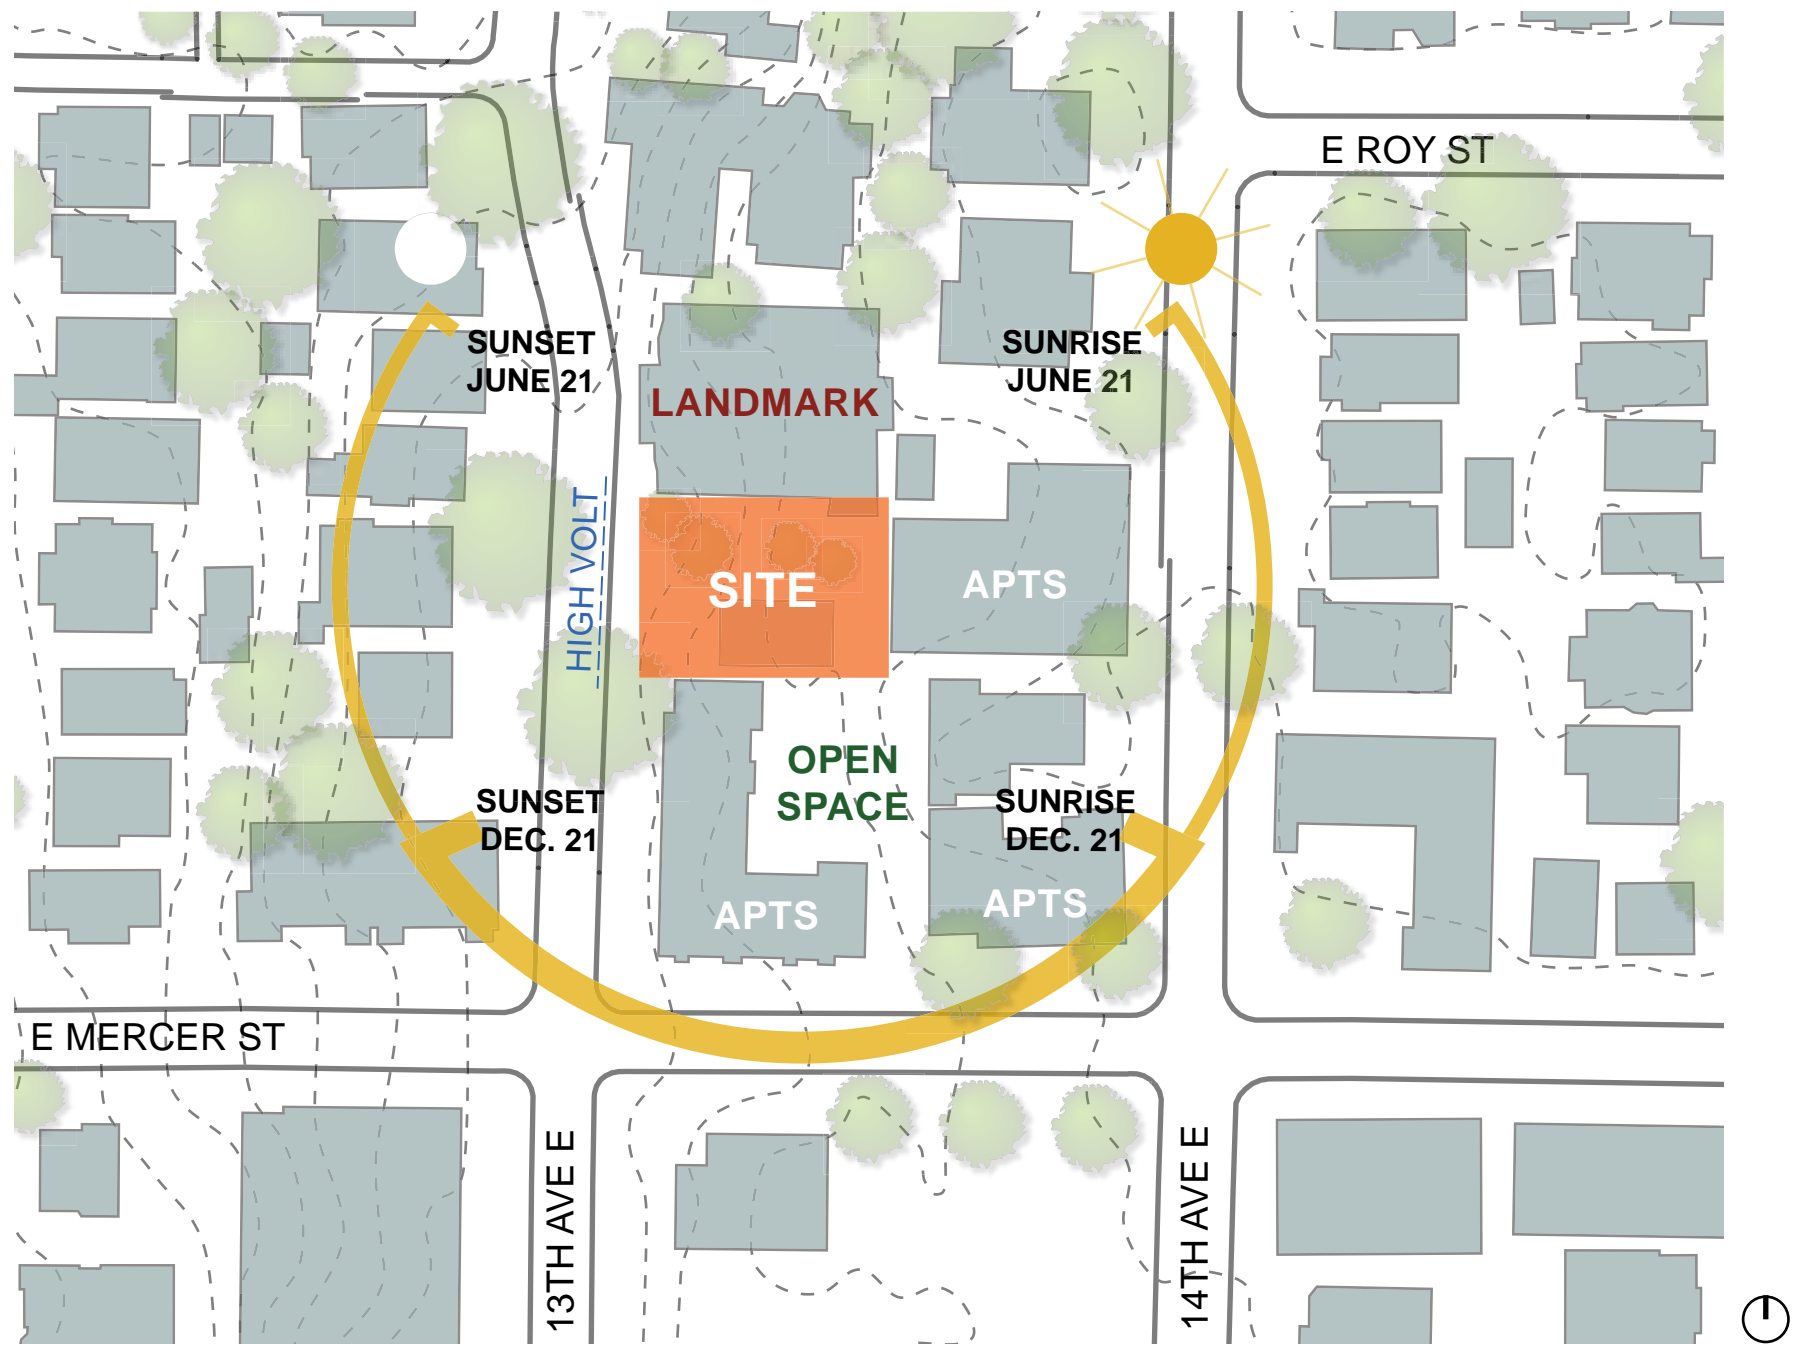 E ROY ST
SUNSET
JUNE 21
SUNRISE
JUNE 21
LANDMARK
HIGH VOLT
SITE
APTS
OPEN
SPACE
SUNSET
DEC. 21
SUNRISE
DEC. 21
APTS
APTS
E MERCER ST
13TH AVE E
14TH AVE E